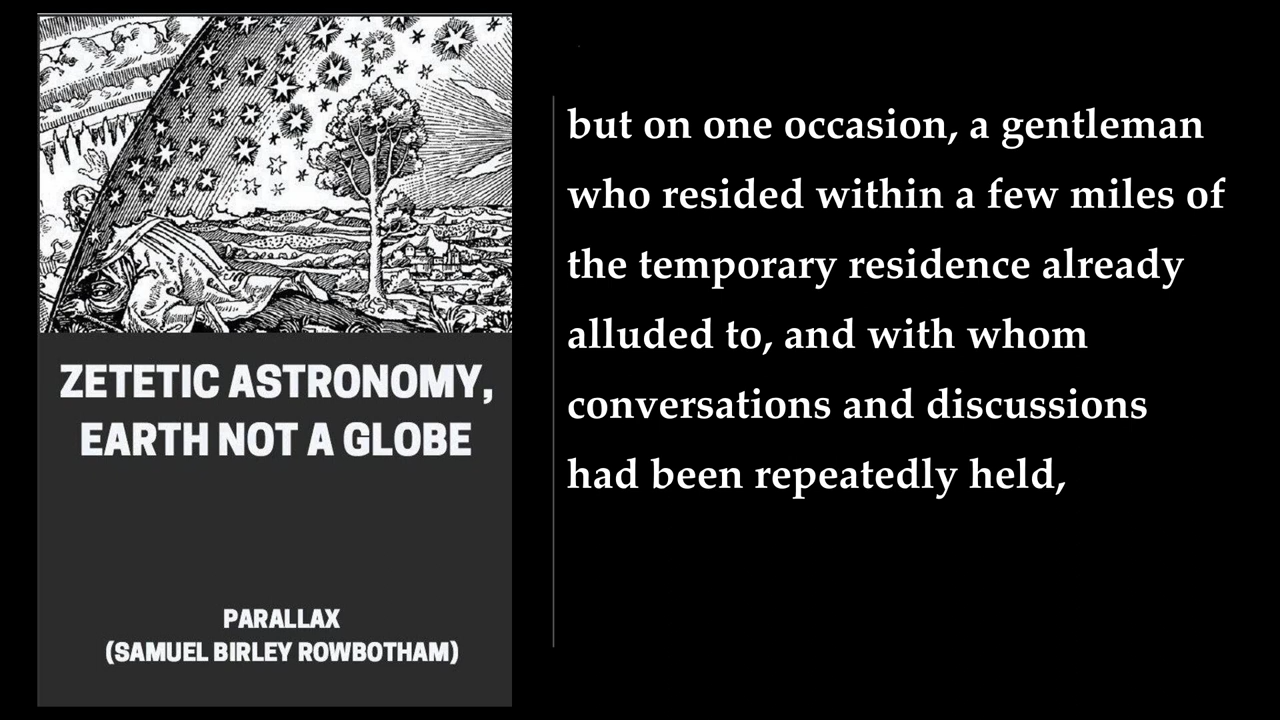 ZETETIC ASTRONOMY,
EARTH NOT A GLOBE
PARALLAX
(SAMUEL BIRLEY ROWBOTHAM)
but on one occasion, a gentleman
who resided within a few miles of
the temporary residence already
alluded to, and with whom
conversations and discussions
had been repeatedly held,